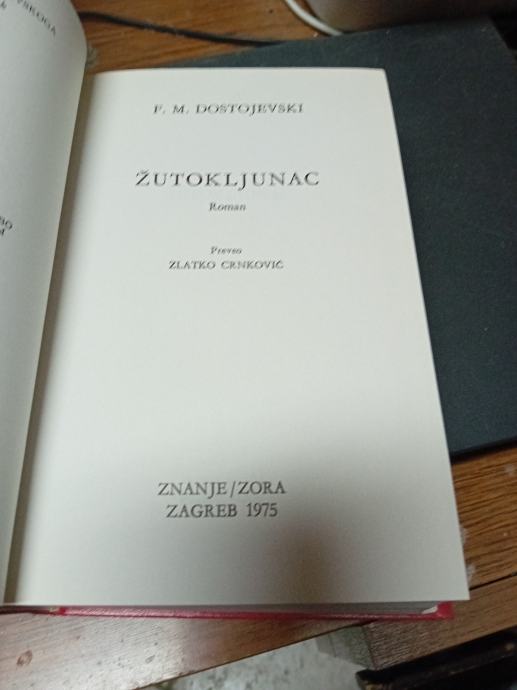 F. M. DOSTOJEVSKI
ŽUTOKLJUNAC
Roman
Preveo
ZLATKO CRNKOVIĆ
ZNANJE/ZORA
ZAGREB 1975